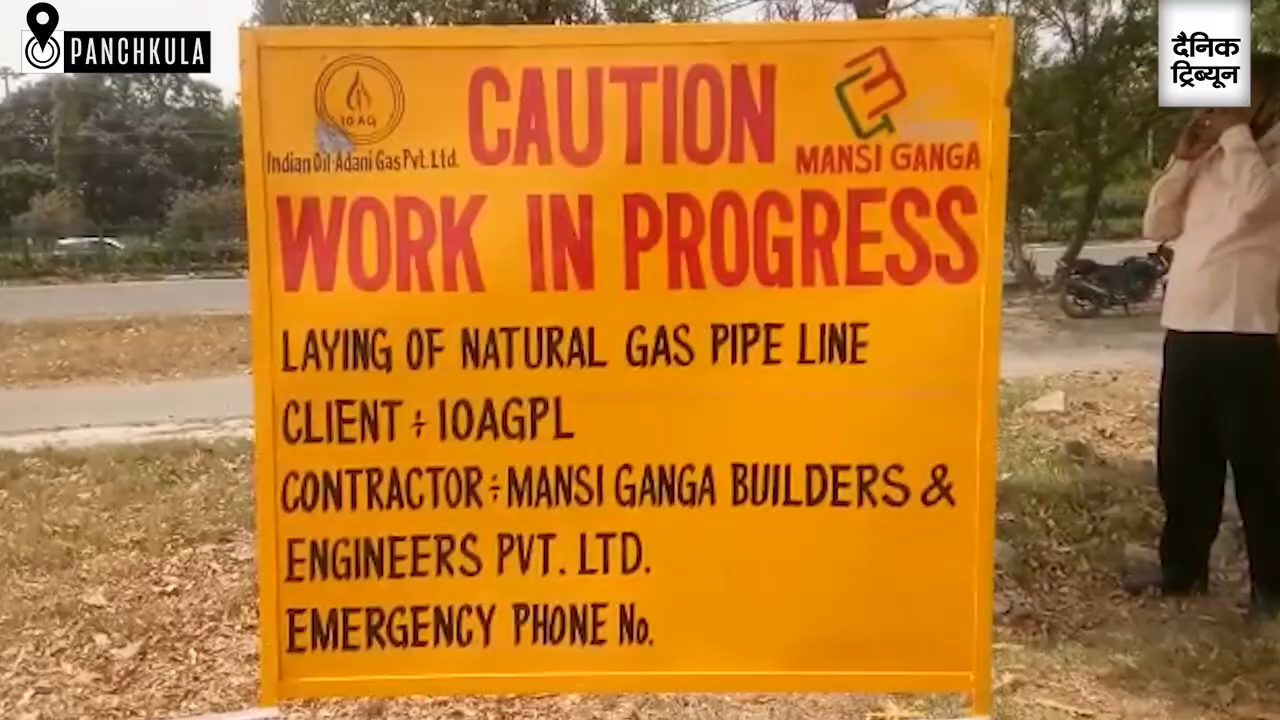 PANCHKULA
दैनिक
ट्रिब्यून
IOAG
Indian Oil-Adani Gas Pvt. Ltd.
CAUTION
MANSI GANGA
WORK IN PROGRESS
LAYING OF NATURAL GAS PIPE LINE
CLIENT ÷ IOAGPL
CONTRACTOR ÷ MANSI GANGA BUILDERS &
ENGINEERS PVT. LTD.
EMERGENCY PHONE No.